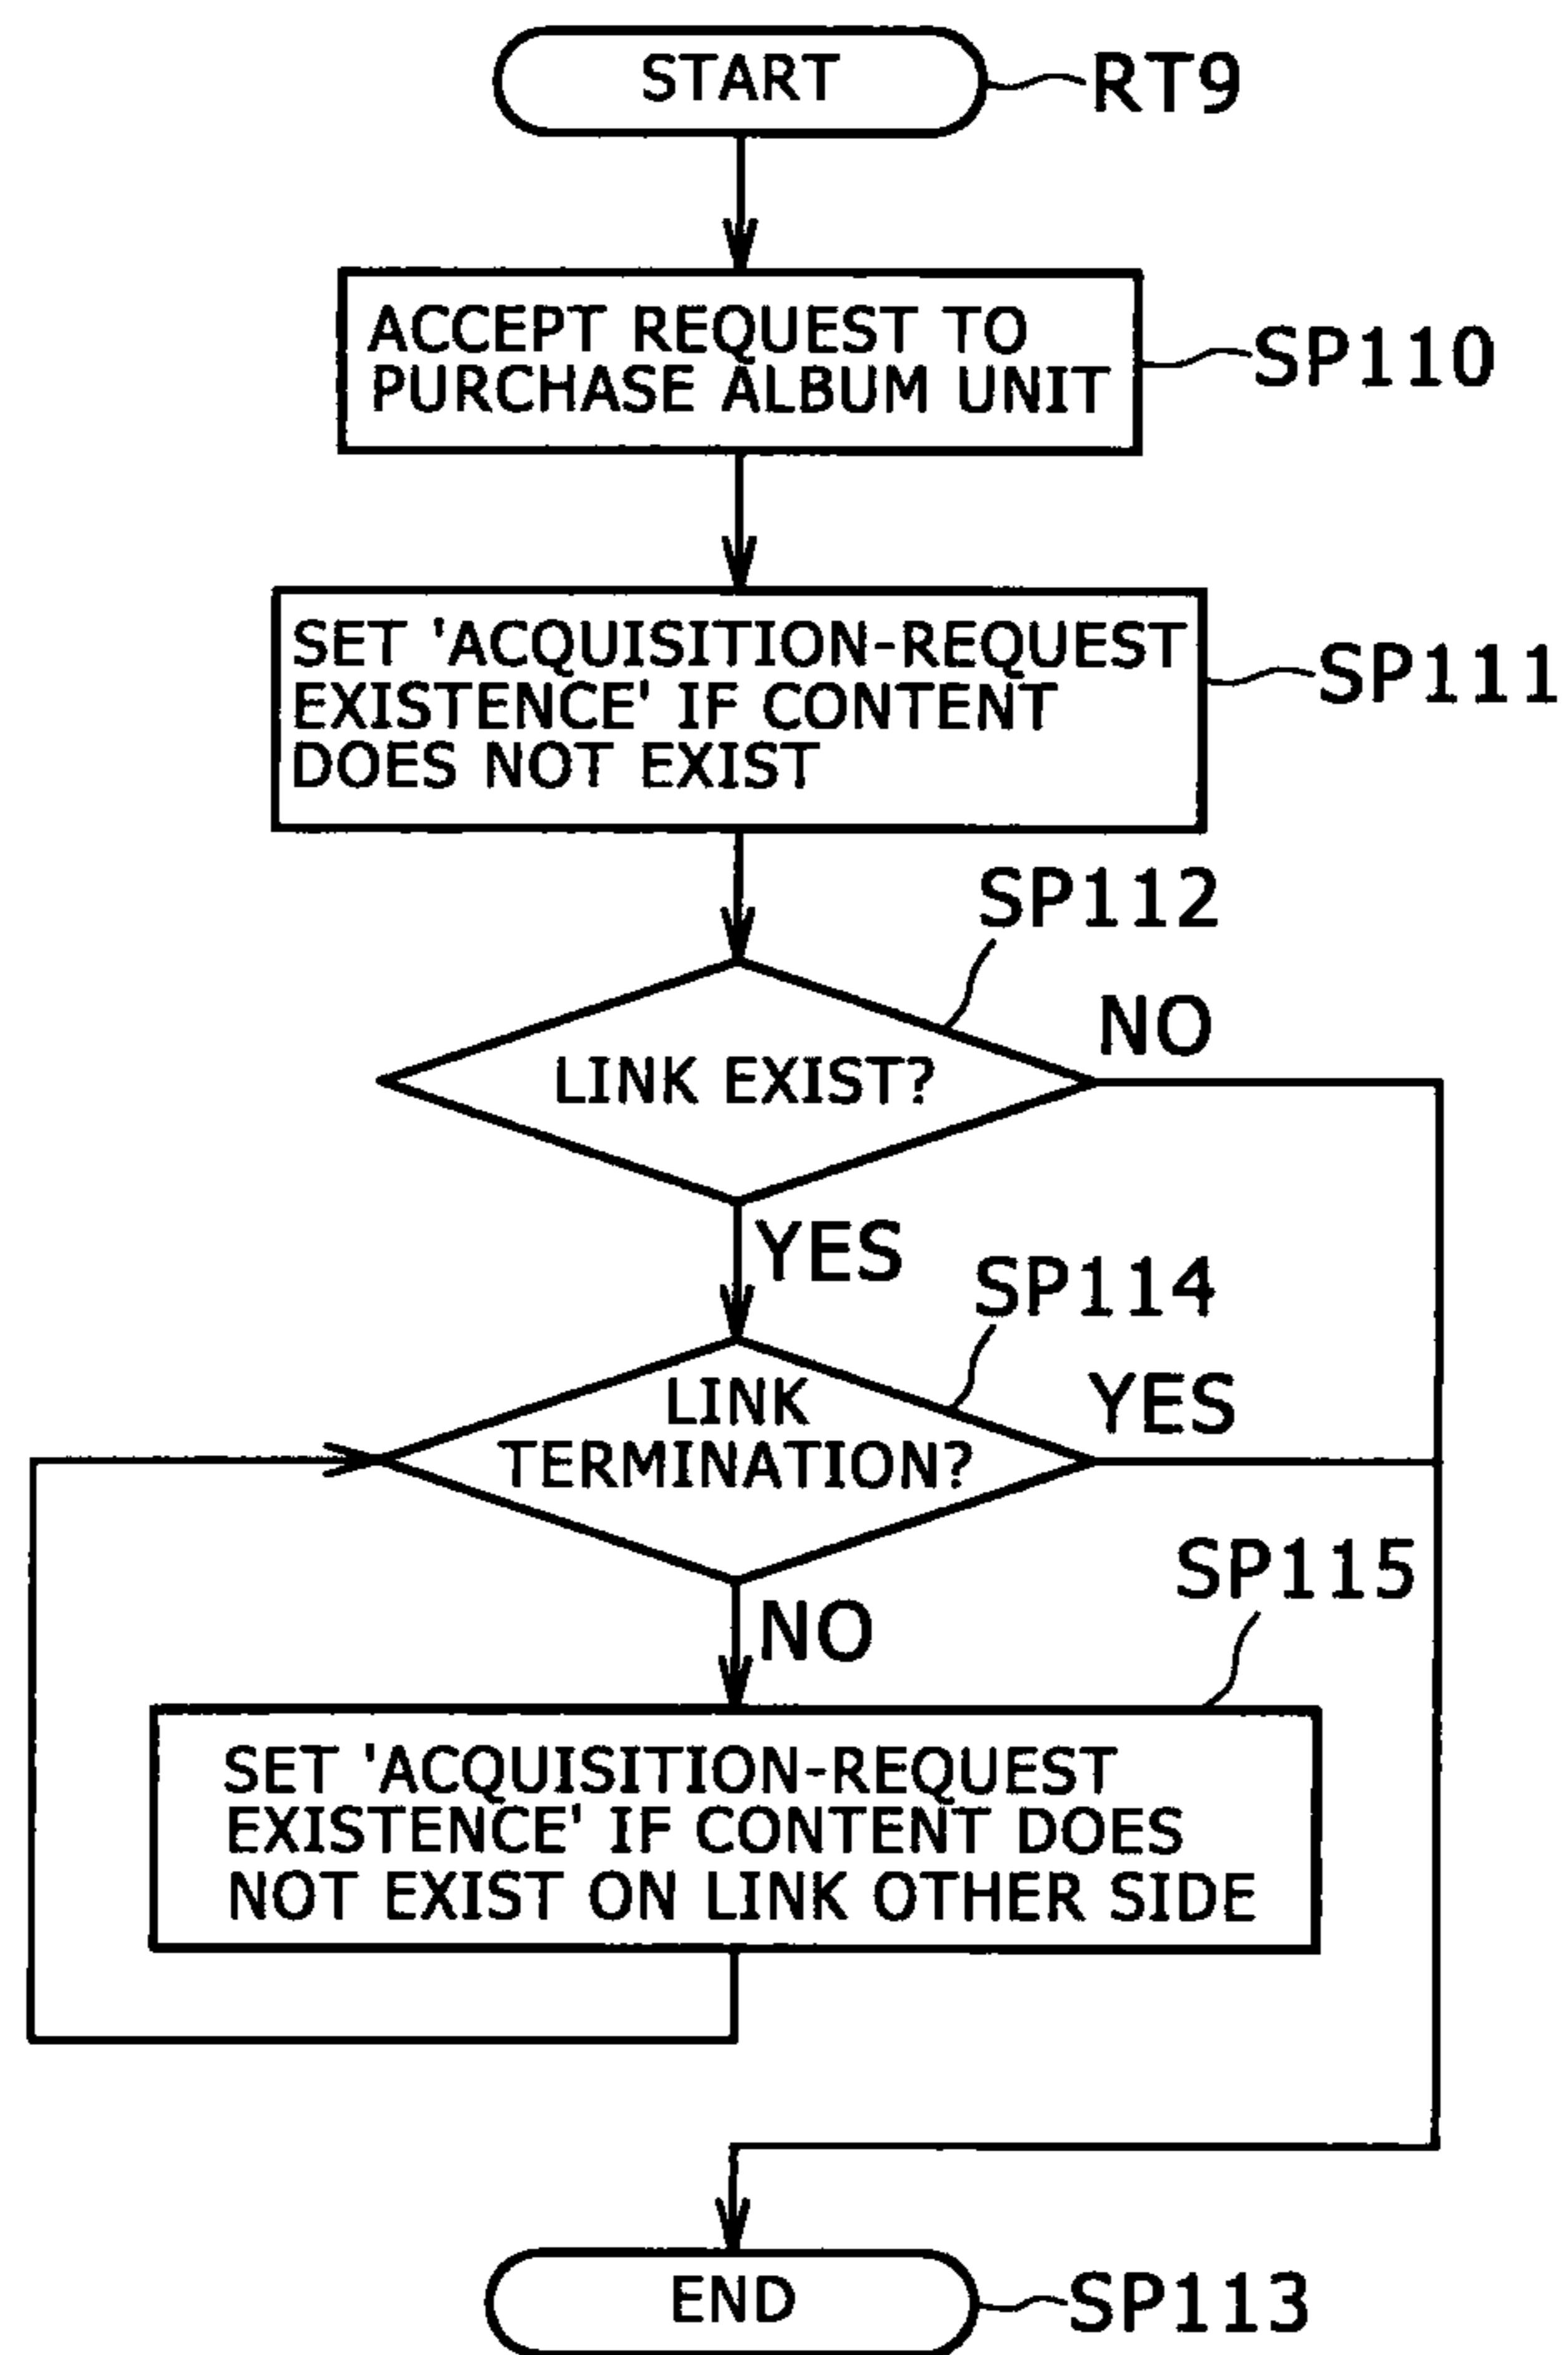 START
RT9
ACCEPT REQUEST TO
PURCHASE ALBUM UNIT
SP110
SET 'ACQUISITION-REQUEST
EXISTENCE' IF CONTENT
DOES NOT EXIST
SP111
SP112
NO
LINK EXIST?
YES
SP114
YES
LINK
TERMINATION?
SP115
NO
SET 'ACQUISITION-REQUEST
EXISTENCE' IF CONTENT DOES
NOT EXIST ON LINK OTHER SIDE
END
SP113